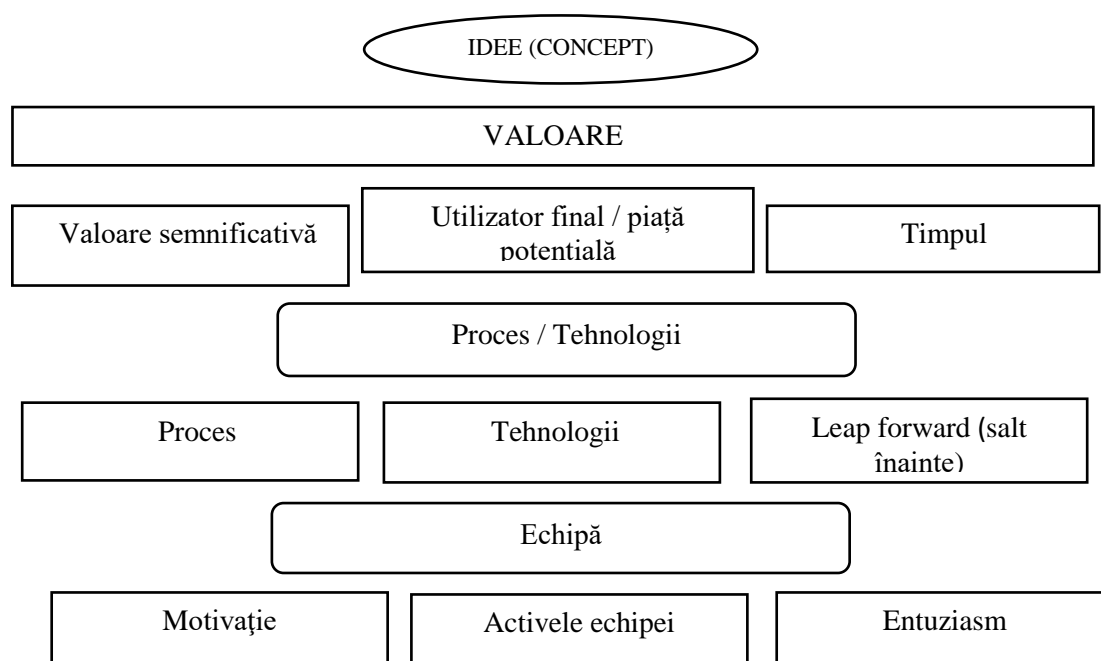 IDEE (CONCEPT)
VALOARE
Valoare semnificativă
Utilizator final / piață
potențială
Timpul
Proces / Tehnologii
Proces
Tehnologii
Leap forward (salt
înainte)
Echipă
Motivaţie
Activele echipei
Entuziasm